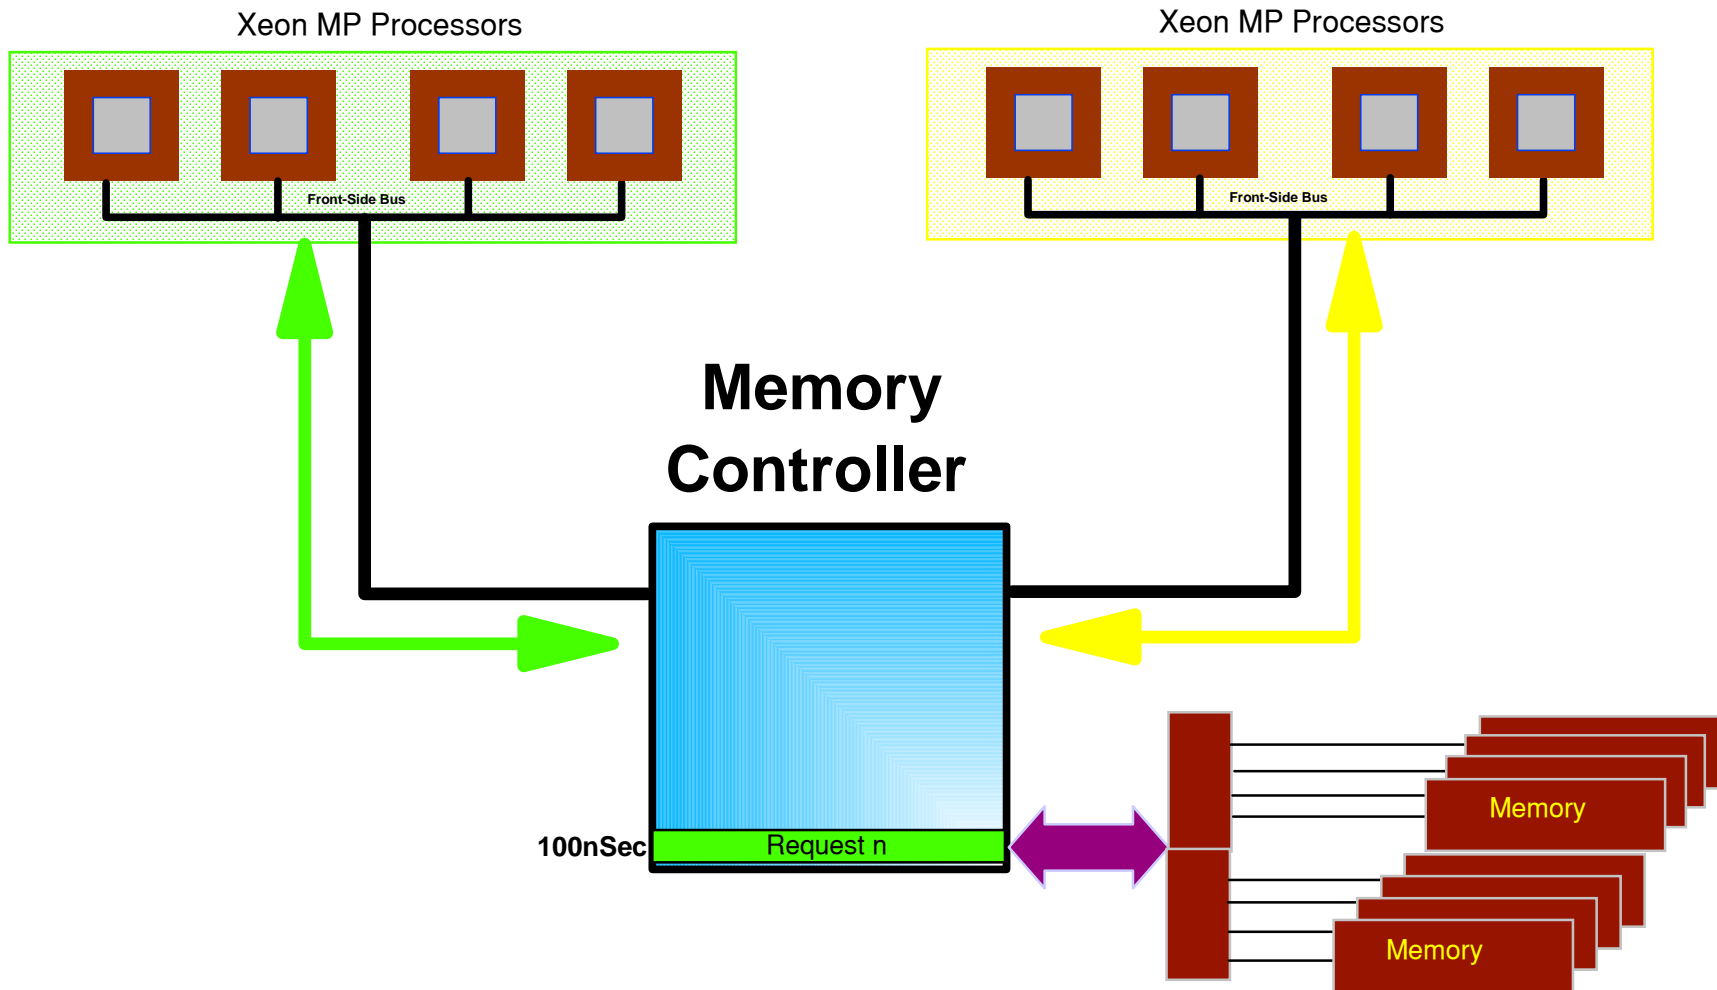 Xeon MP Processors
Xeon MP Processors
Front-Side Bus
Front-Side Bus
Memory
Controller
100nSec
Request n
Memory
Memory